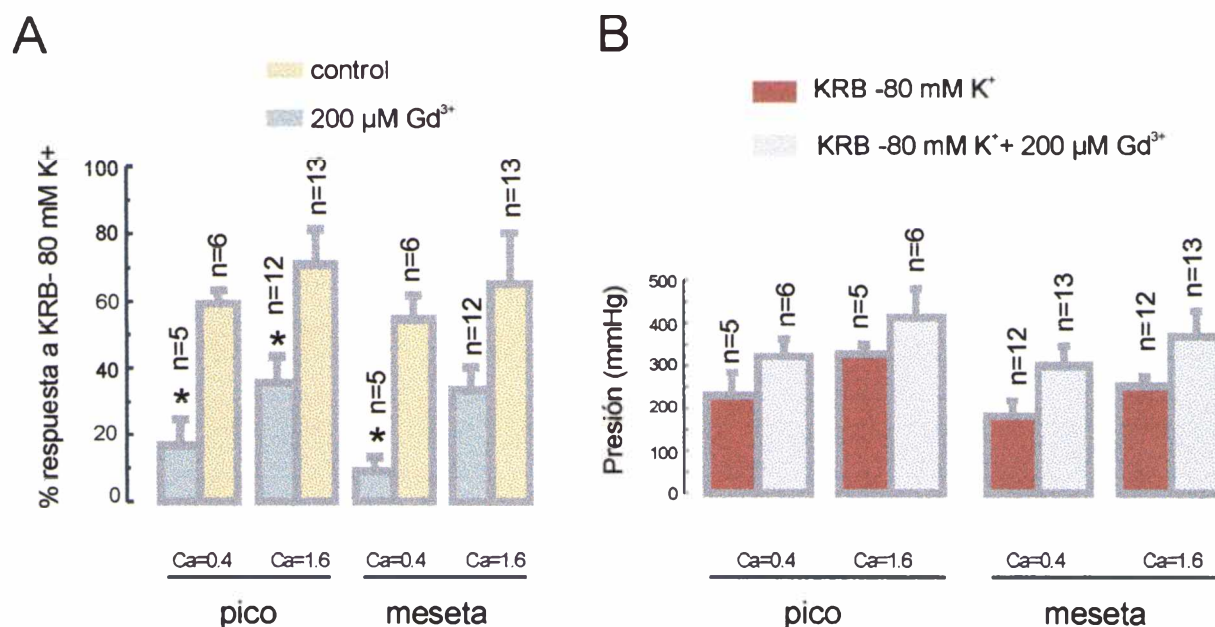 A
control
200 µM Gd³⁺
% respuesta a KRB- 80 mM K+
100
80
60
40
20
0
* n=5
n=6
* n=12
n=13
* n=5
n=6
n=12
n=13
Ca=0.4
Ca=1.6
Ca=0.4
Ca=1.6
pico
meseta
B
KRB -80 mM K⁺
KRB -80 mM K⁺+ 200 µM Gd³⁺
Presión (mmHg)
500
400
300
200
100
0
n=5
n=6
n=5
n=6
n=12
n=13
n=12
n=13
Ca=0.4
Ca=1.6
Ca=0.4
Ca=1.6
pico
meseta